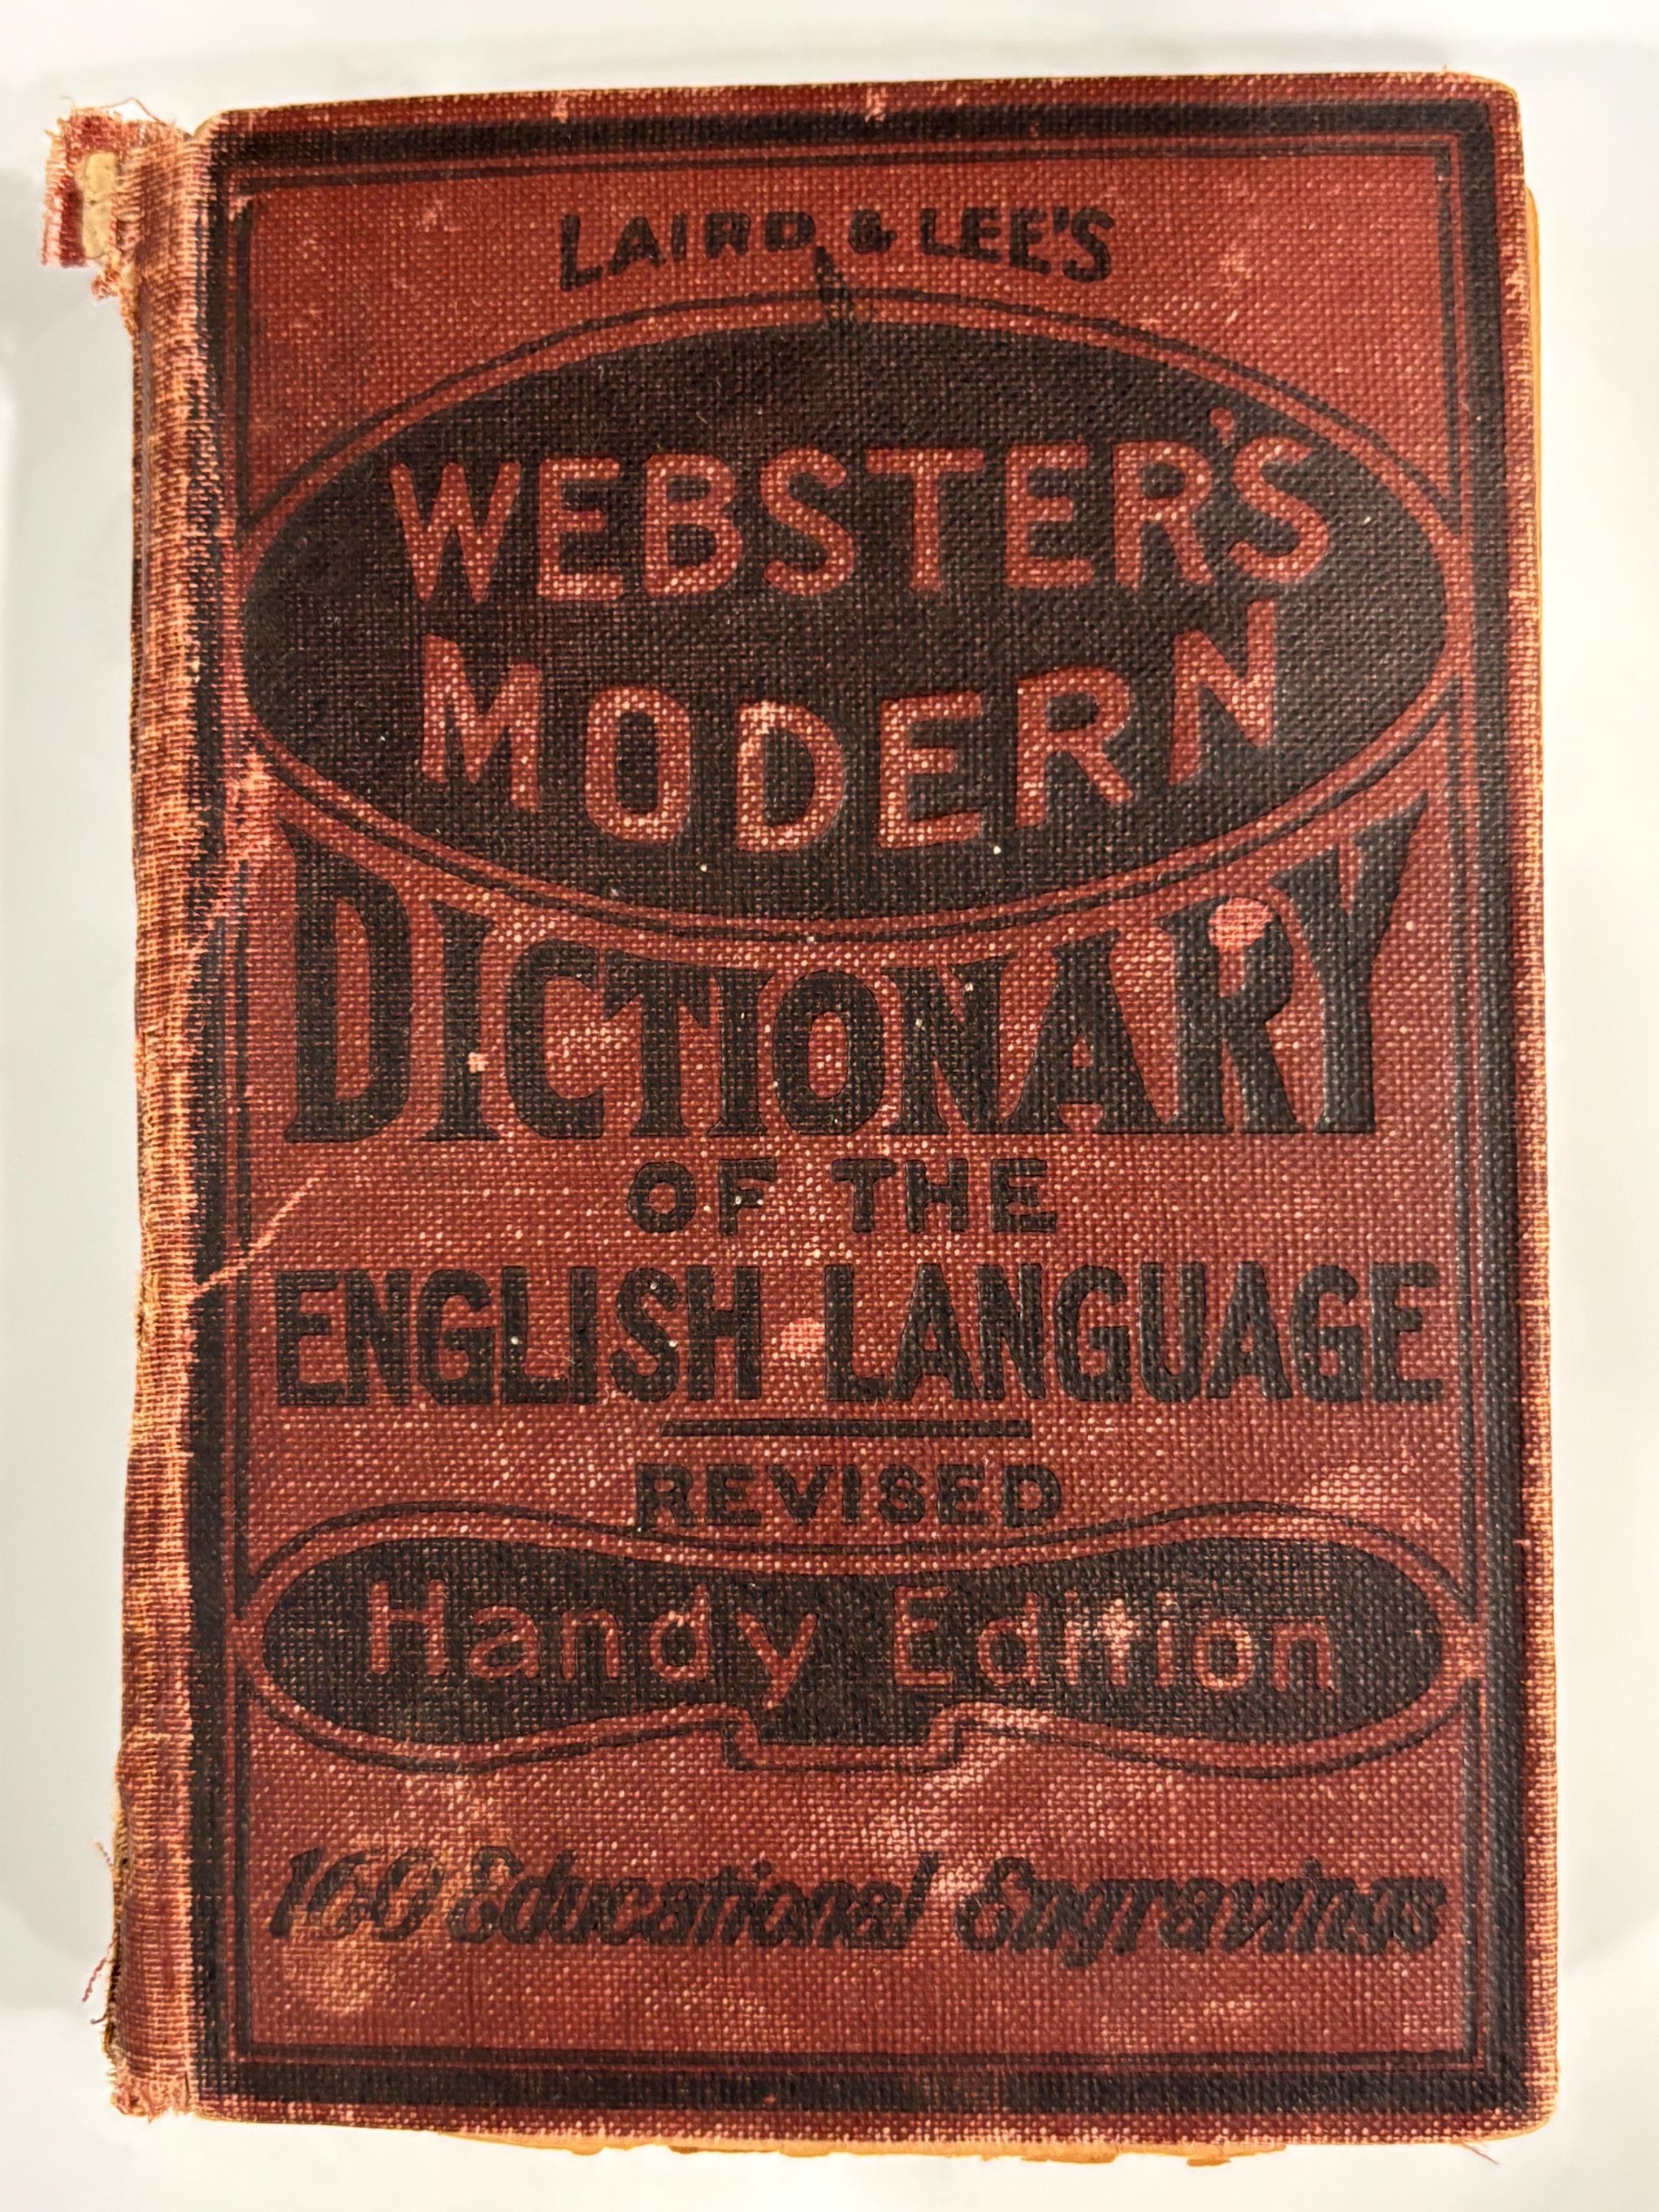 LAIRD & LEE'S
WEBSTER'S
MODERN
DICTIONARY
OF THE
ENGLISH LANGUAGE
REVISED
Handy Edition
160 Educational Engravings